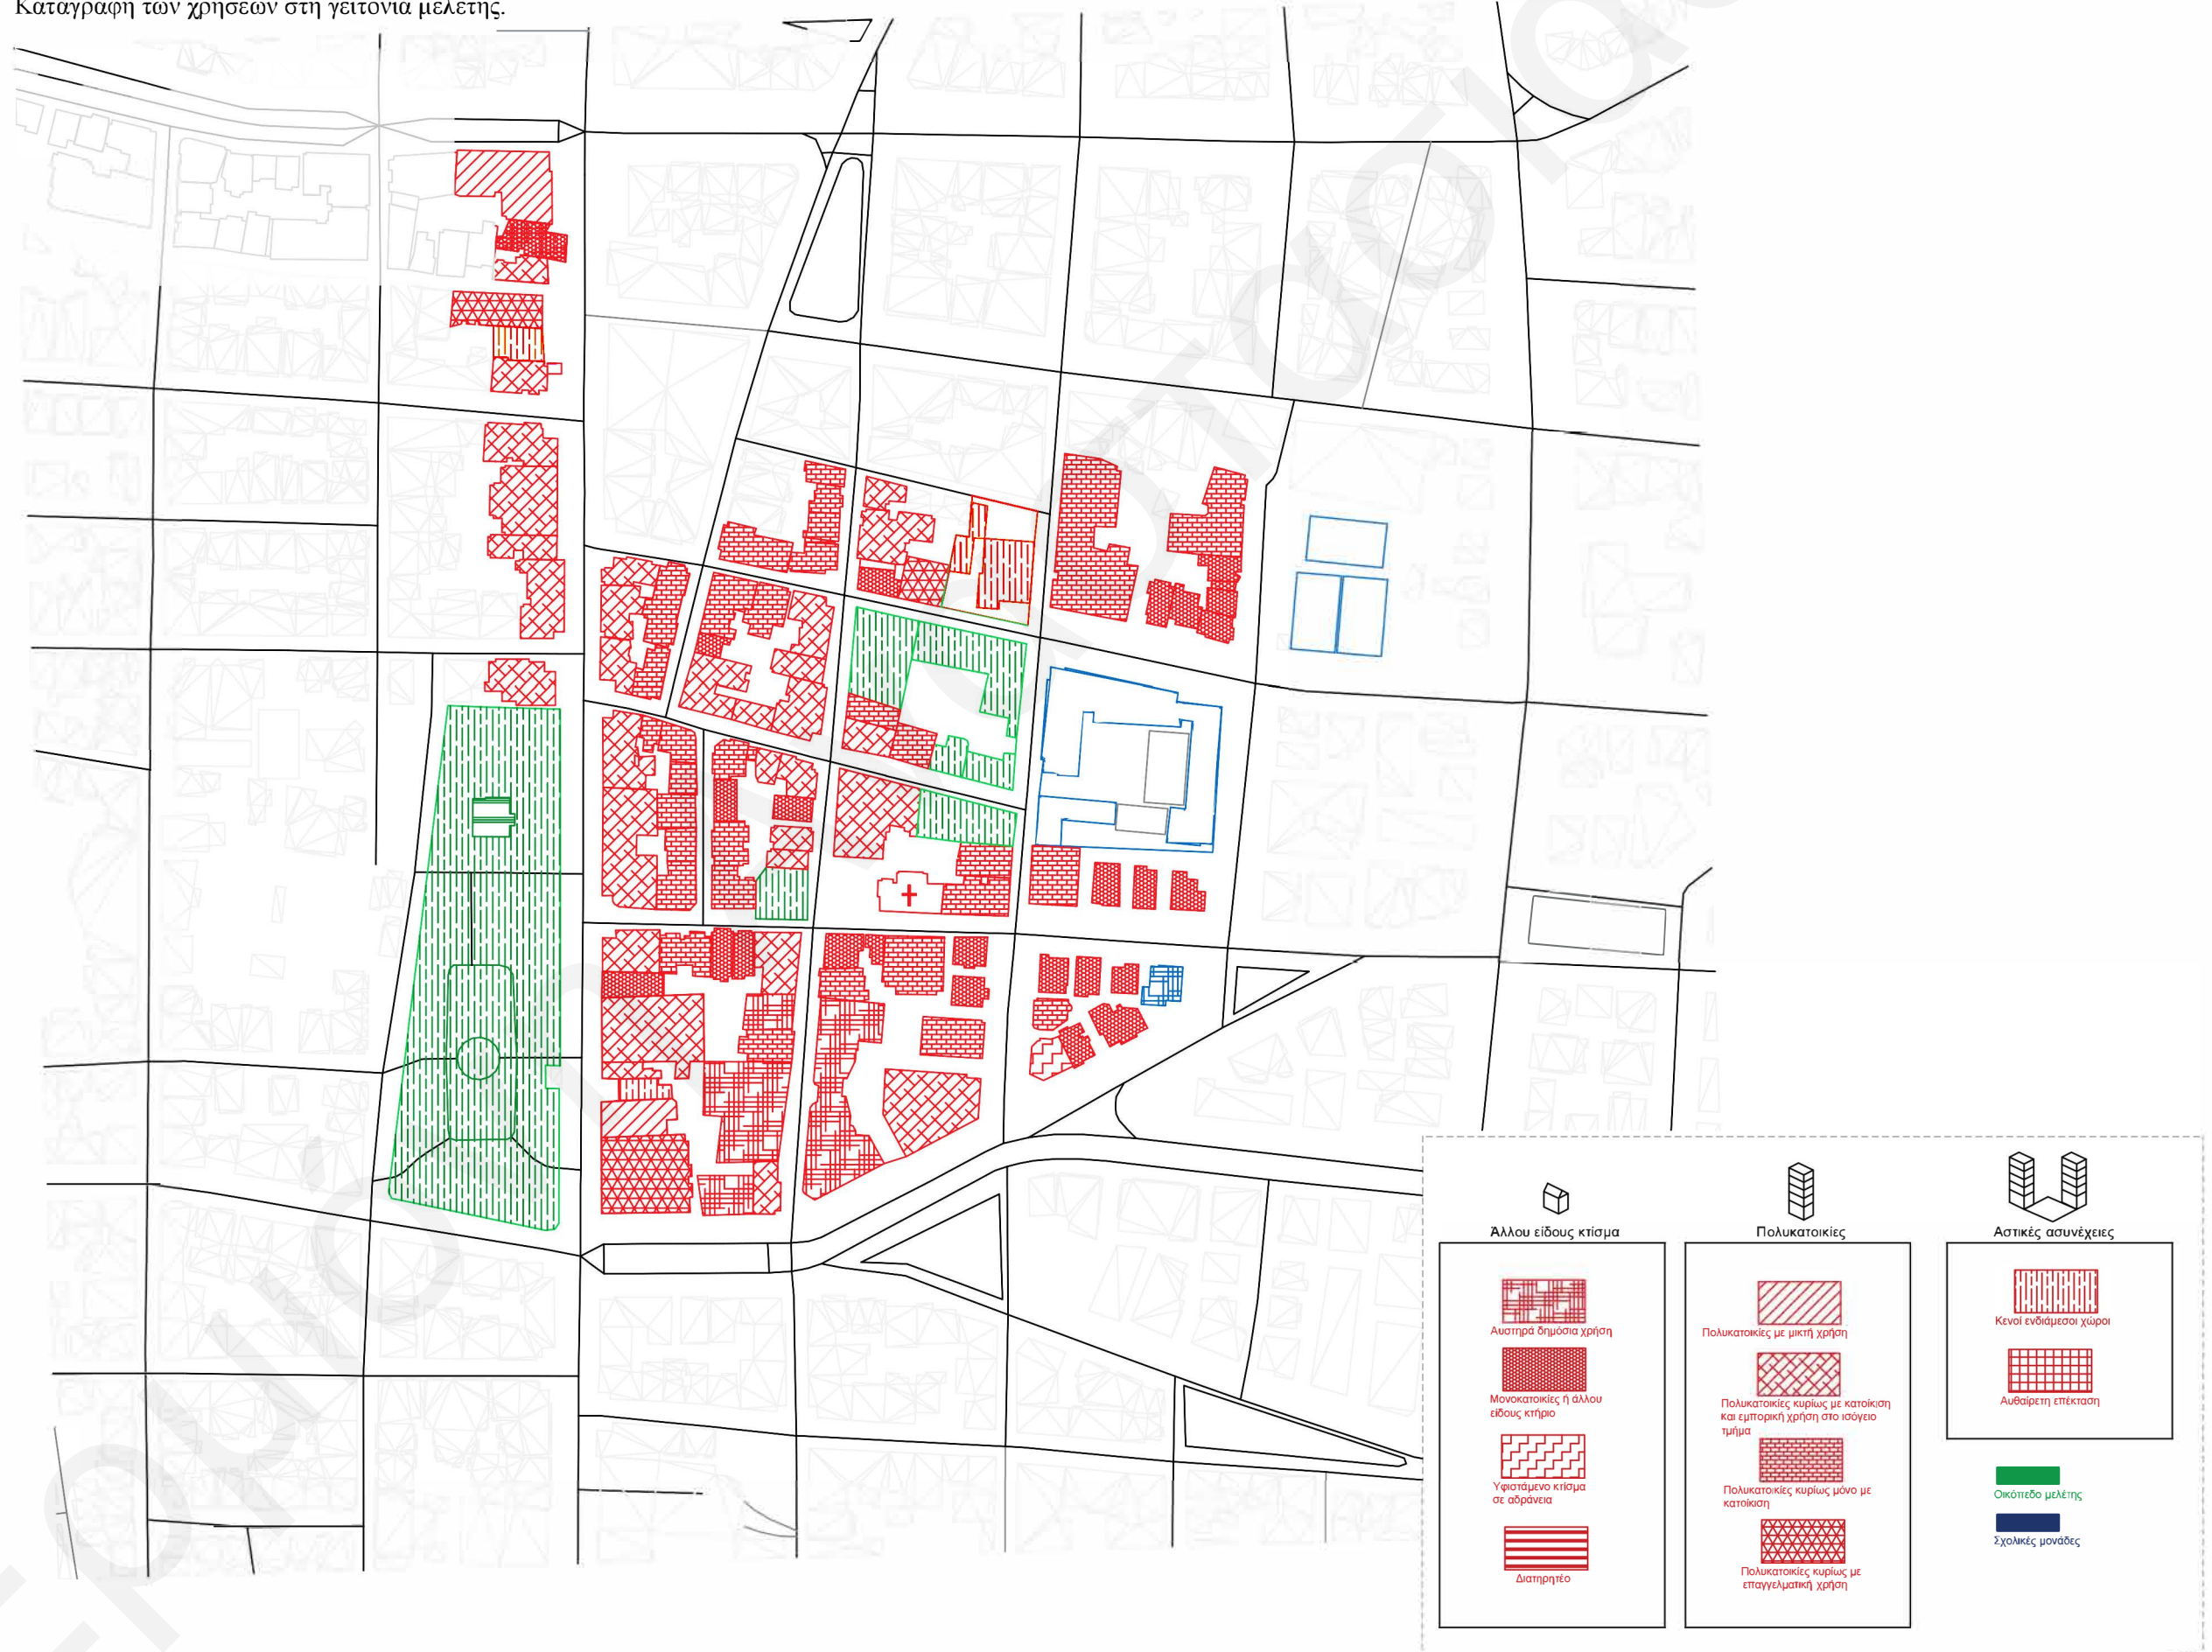 Καταγραφή των χρήσεων στη γειτονιά μελέτης.
Άλλου είδους κτίσμα
Αυστηρά δημόσια χρήση
Μονοκατοικίες ή άλλου
είδους κτήριο
Υφιστάμενο κτίσμα
σε αδράνεια
Διατηρητέο
Πολυκατοικίες
Πολυκατοικίες με μικτή χρήση
Πολυκατοικίες κυρίως με κατοίκιση
και εμπορική χρήση στο ισόγειο
τμήμα
Πολυκατοικίες κυρίως μόνο με
κατοίκιση
Πολυκατοικίες κυρίως με
επαγγελματική χρήση
Αστικές ασυνέχειες
Κενοί ενδιάμεσοι χώροι
Αυθαίρετη επέκταση
Οικόπεδο μελέτης
Σχολικές μονάδες